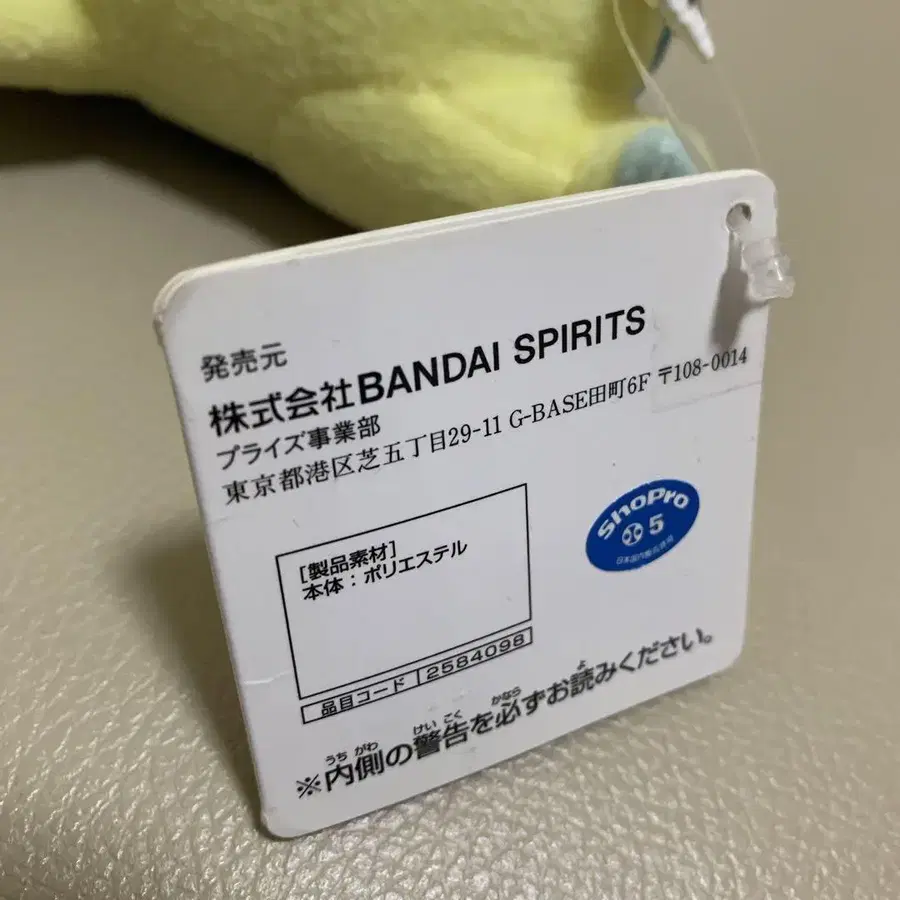 発売元
株式会社BANDAI SPIRITS
プライズ事業部
東京都港区芝五丁目29-11 G-BASE田町6F 〒108-0014
[製品素材]
本体：ポリエステル
品目コード 2584098
ShoPro
5
うち がわ けい こく かなら よ
※内側の警告を必ずお読みください。